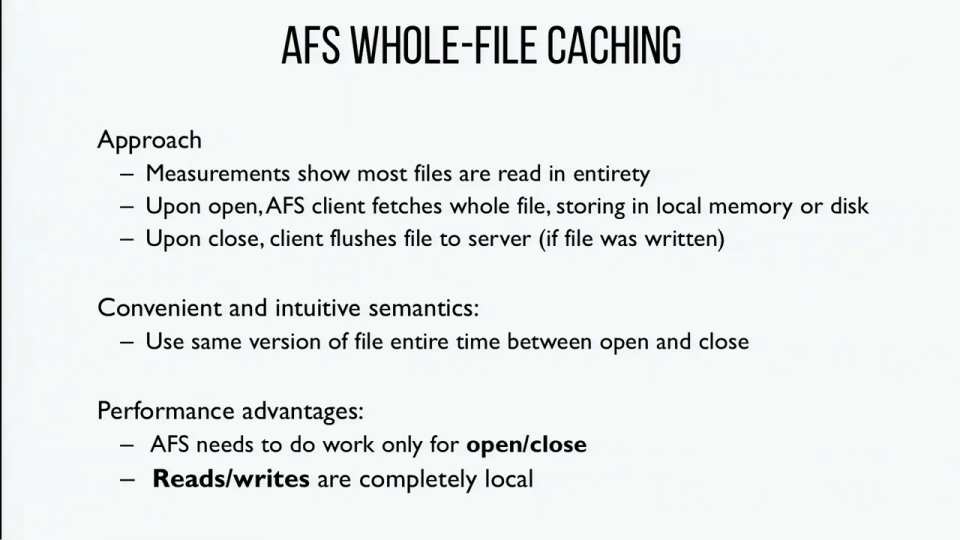 AFS WHOLE-FILE CACHING
Approach
– Measurements show most files are read in entirety
– Upon open, AFS client fetches whole file, storing in local memory or disk
– Upon close, client flushes file to server (if file was written)
Convenient and intuitive semantics:
– Use same version of file entire time between open and close
Performance advantages:
– AFS needs to do work only for open/close
– Reads/writes are completely local